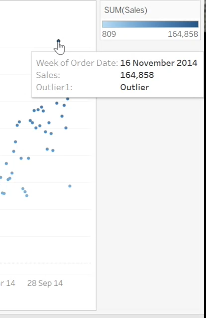 SUM(Sales)
809 164,858
Week of Order Date: 16 November 2014
Sales: 164,858
Outlier1: Outlier
r 14 28 Sep 14